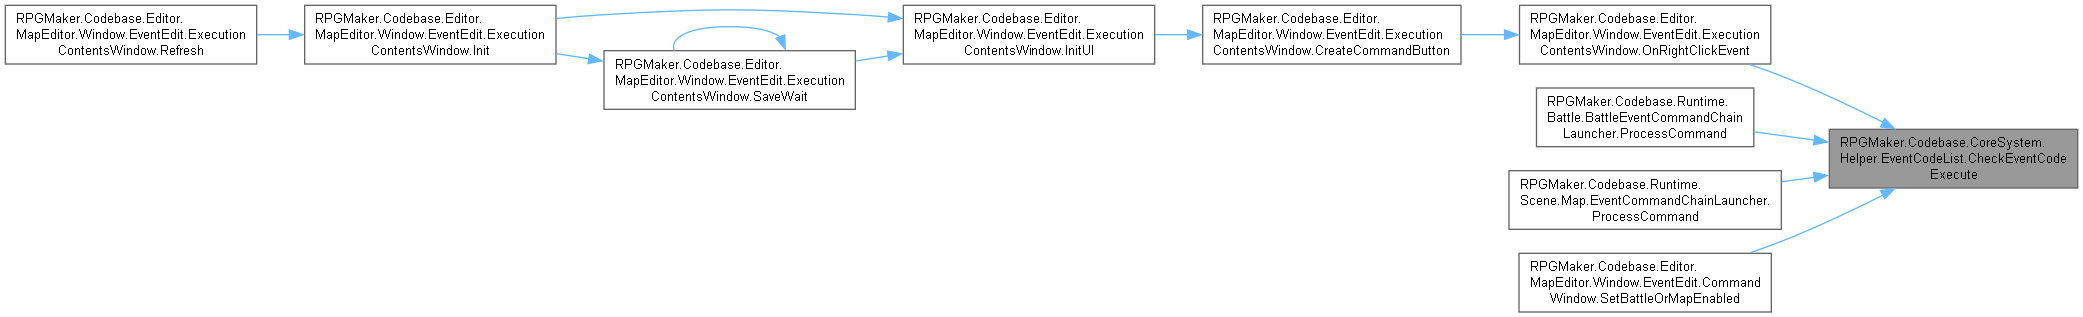 RPGMaker.Codebase.Editor.
MapEditor.Window.EventEdit.Execution
ContentsWindow.Refresh
RPGMaker.Codebase.Editor.
MapEditor.Window.EventEdit.Execution
ContentsWindow.Init
RPGMaker.Codebase.Editor.
MapEditor.Window.EventEdit.Execution
ContentsWindow.SaveWait
RPGMaker.Codebase.Editor.
MapEditor.Window.EventEdit.Execution
ContentsWindow.InitUI
RPGMaker.Codebase.Editor.
MapEditor.Window.EventEdit.Execution
ContentsWindow.CreateCommandButton
RPGMaker.Codebase.Editor.
MapEditor.Window.EventEdit.Execution
ContentsWindow.OnRightClickEvent
RPGMaker.Codebase.Runtime.
Battle.BattleEventCommandChain
Launcher.ProcessCommand
RPGMaker.Codebase.Runtime.
Scene.Map.EventCommandChainLauncher.
ProcessCommand
RPGMaker.Codebase.Editor.
MapEditor.Window.EventEdit.Command
Window.SetBattleOrMapEnabled
RPGMaker.Codebase.CoreSystem.
Helper.EventCodeList.CheckEventCode
Execute